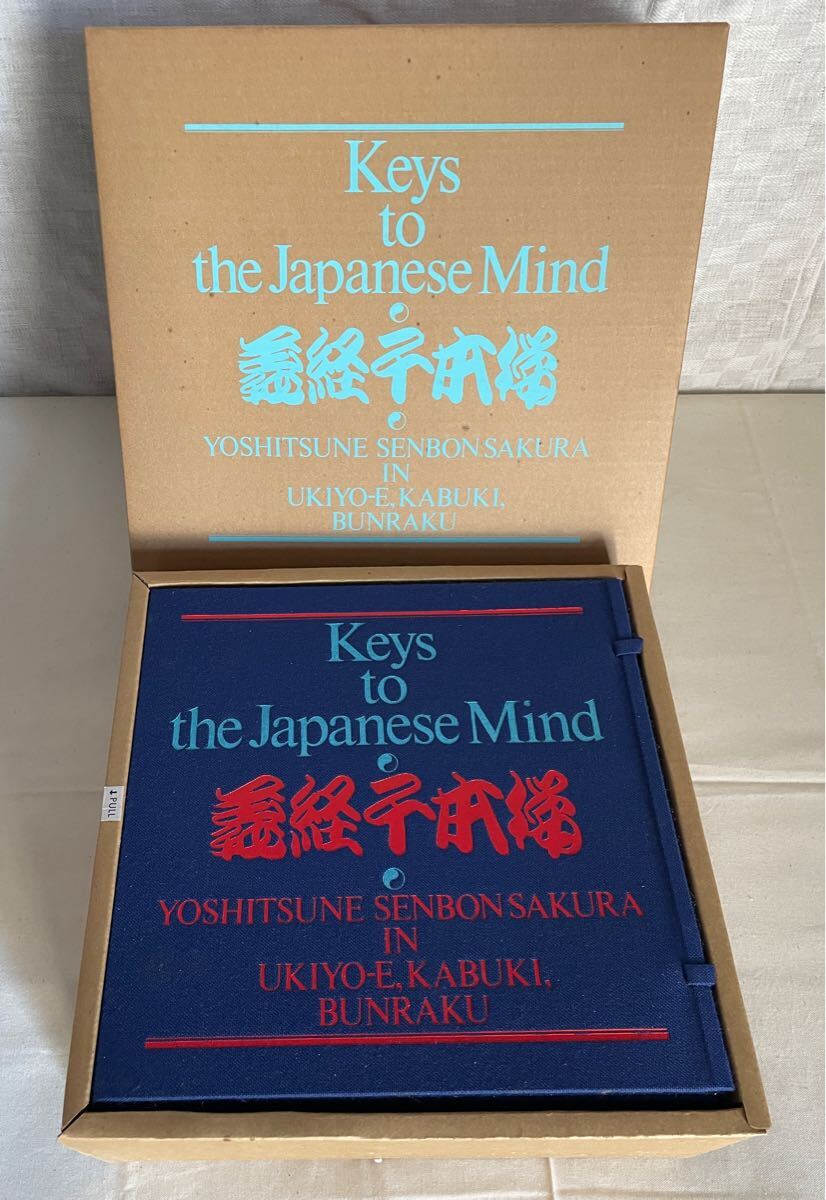 Keys
to
the Japanese Mind
義経千本桜
YOSHITSUNE SENBON SAKURA
IN
UKIYO-E, KABUKI,
BUNRAKU
Keys
to
the Japanese Mind
義経千本桜
YOSHITSUNE SENBON SAKURA
IN
UKIYO-E, KABUKI,
BUNRAKU
↓PULL